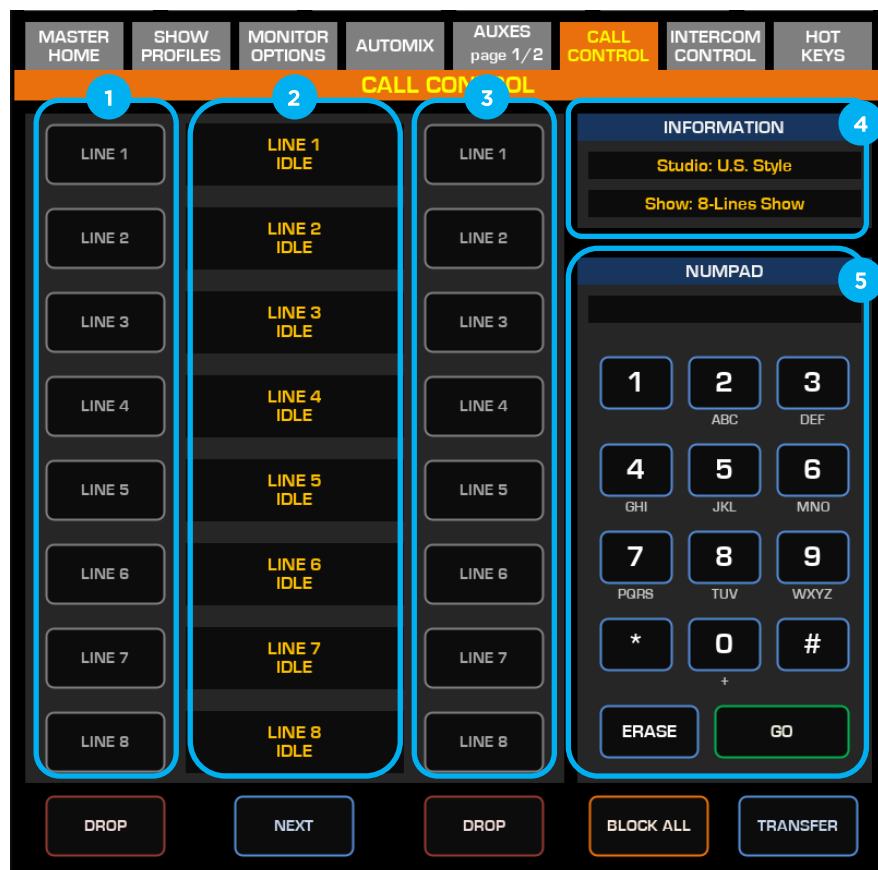 MASTER HOME
SHOW PROFILES
MONITOR OPTIONS
AUTOMIX
AUXES page 1/2
CALL CONTROL
INTERCOM CONTROL
HOT KEYS
CALL CONTROL
1
2
3
4
5
LINE 1
LINE 1
IDLE
LINE 1
LINE 2
LINE 2
IDLE
LINE 2
LINE 3
LINE 3
IDLE
LINE 3
LINE 4
LINE 4
IDLE
LINE 4
LINE 5
LINE 5
IDLE
LINE 5
LINE 6
LINE 6
IDLE
LINE 6
LINE 7
LINE 7
IDLE
LINE 7
LINE 8
LINE 8
IDLE
LINE 8
INFORMATION
Studio: U.S. Style
Show: 8-Lines Show
NUMPAD
1 2 3
ABC DEF
4 5 6
GHI JKL MNO
7 8 9
PQRS TUV WXYZ
* 0 #
+
ERASE GO
DROP NEXT DROP BLOCK ALL TRANSFER